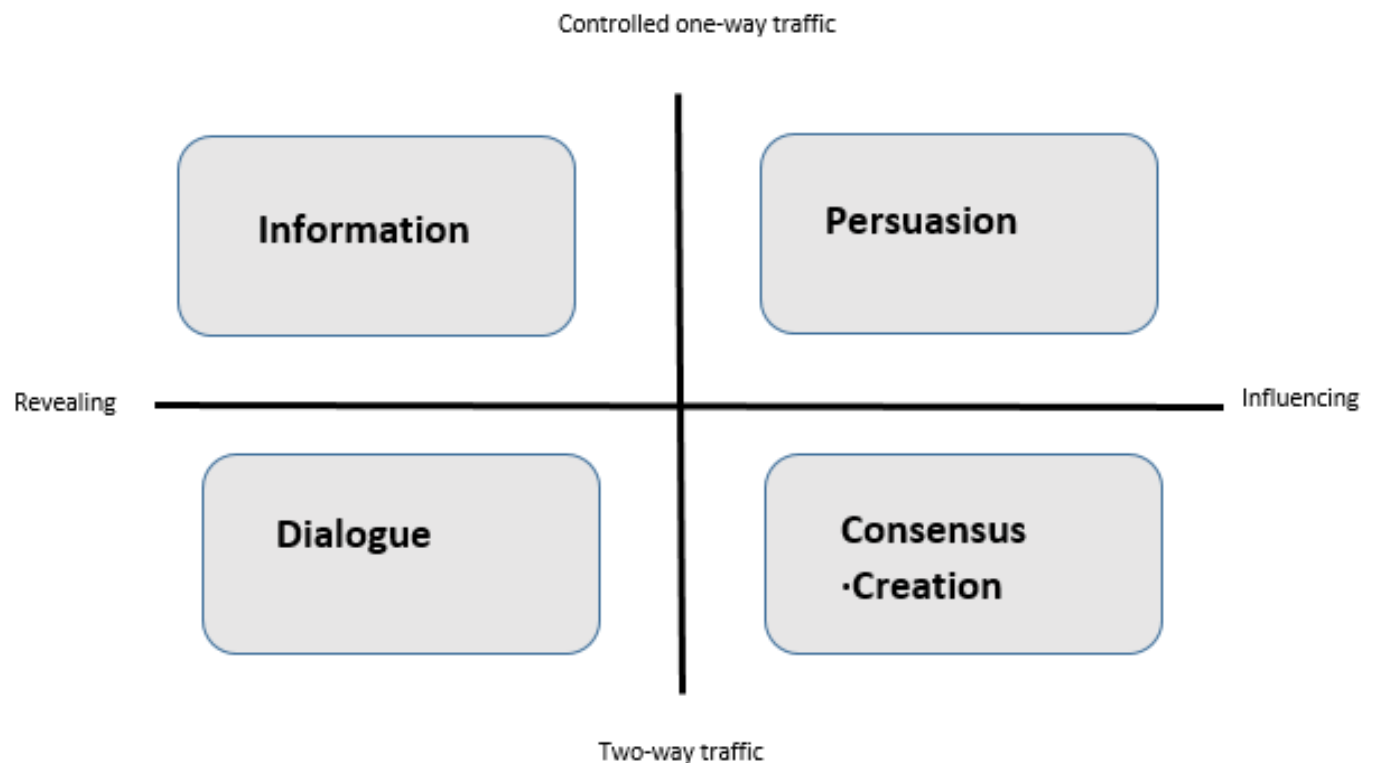 Controlled one-way traffic
Information
Persuasion
Revealing
Influencing
Dialogue
Consensus
·Creation
Two-way traffic